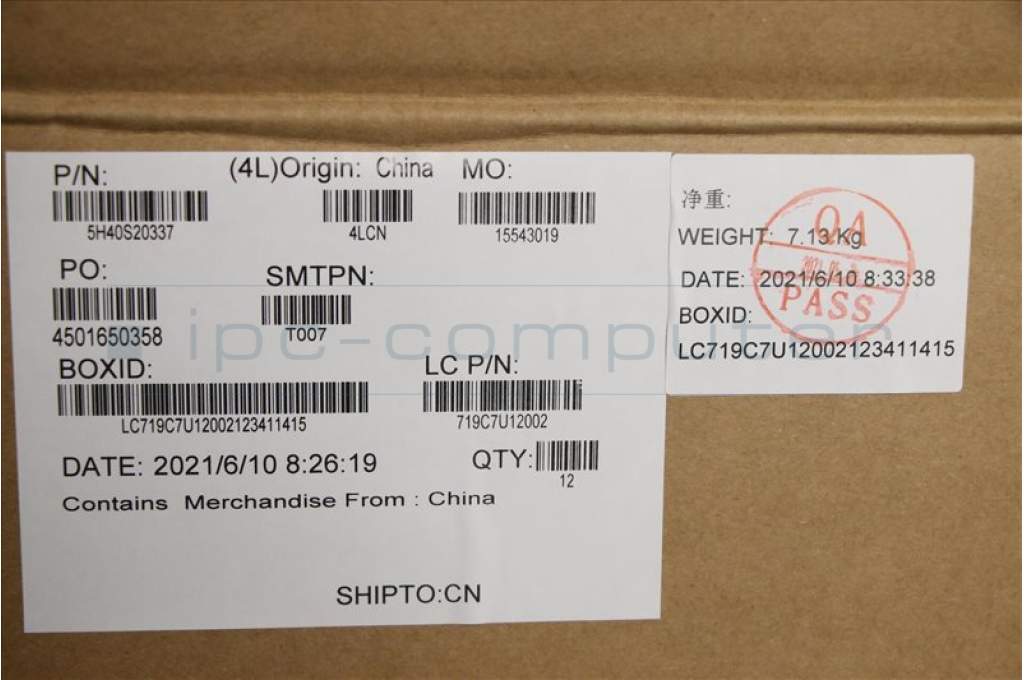 P/N: (4L)Origin: China MO:
5H40S20337 4LCN 15543019
PO: SMTPN:
4501650358 T007
BOXID: LC P/N:
LC719C7U12002123411415 719C7U12002
DATE: 2021/6/10 8:26:19 QTY:
12
Contains Merchandise From : China
SHIPTO:CN
净重:
WEIGHT: 7.13 Kg
DATE: 2021/6/10 8:33:38
BOXID:
LC719C7U12002123411415
QA
PASS
ipc-computer